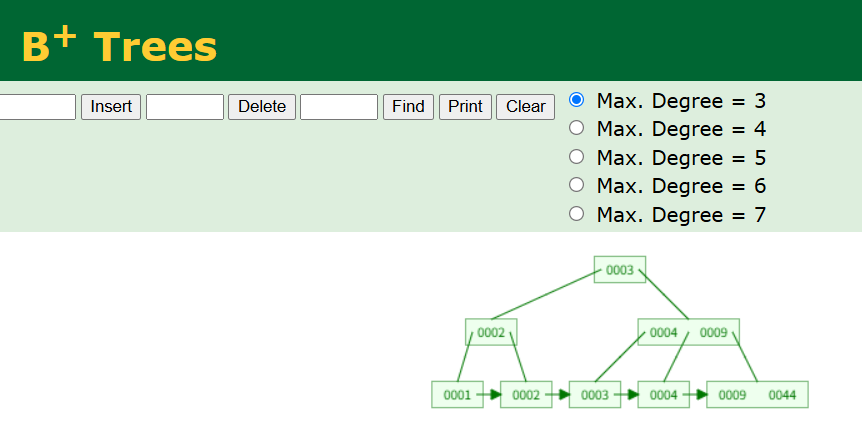 B+ Trees
Insert Delete Find Print Clear
Max. Degree = 3
Max. Degree = 4
Max. Degree = 5
Max. Degree = 6
Max. Degree = 7
0003
0002 0004 0009
0001 0002 0003 0004 0009 0044